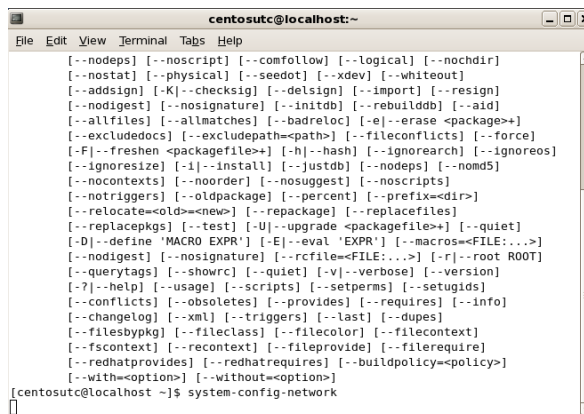 centosutc@localhost:~
File Edit View Terminal Tabs Help
[--nodeps] [--noscript] [--comfollow] [--logical] [--nochdir]
[--nostat] [--physical] [--seedot] [--xdev] [--whiteout]
[--addsign] [-K|--checksig] [--delsign] [--import] [--resign]
[--nodigest] [--nosignature] [--initdb] [--rebuilddb] [--aid]
[--allfiles] [--allmatches] [--badreloc] [-e|--erase <package>+]
[--excludedocs] [--excludepath=<path>] [--fileconflicts] [--force]
[-F|--freshen <packagefile>+] [-h|--hash] [--ignorearch] [--ignoreos]
[--ignoresize] [-i|--install] [--justdb] [--nodeps] [--nomd5]
[--nocontexts] [--noorder] [--nosuggest] [--noscripts]
[--notriggers] [--oldpackage] [--percent] [--prefix=<dir>]
[--relocate=<old>=<new>] [--repackage] [--replacefiles]
[--replacepkgs] [--test] [-U|--upgrade <packagefile>+] [--quiet]
[-D|--define 'MACRO EXPR'] [-E|--eval 'EXPR'] [--macros=<FILE:...>]
[--nodigest] [--nosignature] [--rcfile=<FILE:...>] [-r|--root ROOT]
[--querytags] [--showrc] [--quiet] [-v|--verbose] [--version]
[-?|--help] [--usage] [--scripts] [--setperms] [--setugids]
[--conflicts] [--obsoletes] [--provides] [--requires] [--info]
[--changelog] [--xml] [--triggers] [--last] [--dupes]
[--filesbypkg] [--fileclass] [--filecolor] [--filecontext]
[--fscontext] [--recontext] [--fileprovide] [--filerequire]
[--redhatprovides] [--redhatrequires] [--buildpolicy=<policy>]
[--with=<option>] [--without=<option>]
[centosutc@localhost ~]$ system-config-network